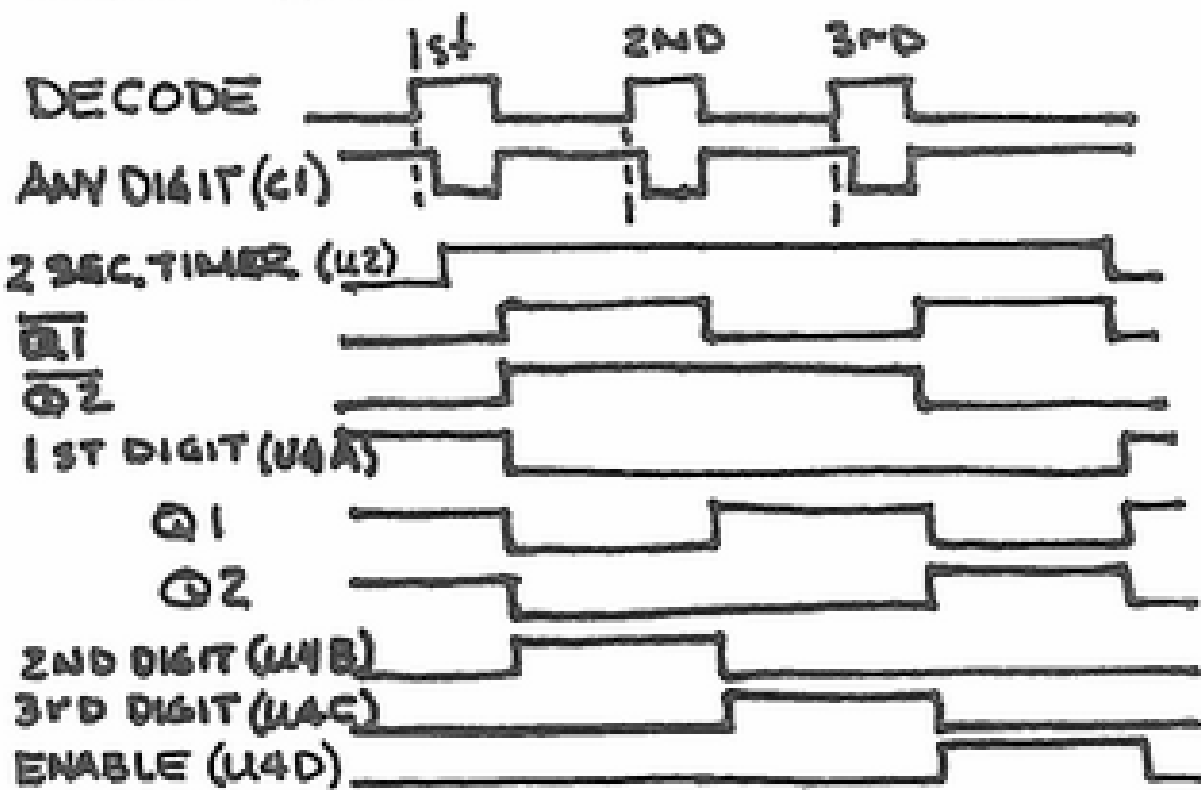 1st 2ND 3RD
DECODE
ANY DIGIT (C1)
2 SEC. TIMER (U2)
Q1
Q2
1ST DIGIT (U4A)
Q1
Q2
2ND DIGIT (U4B)
3rD DIGIT (U4C)
ENABLE (U4D)